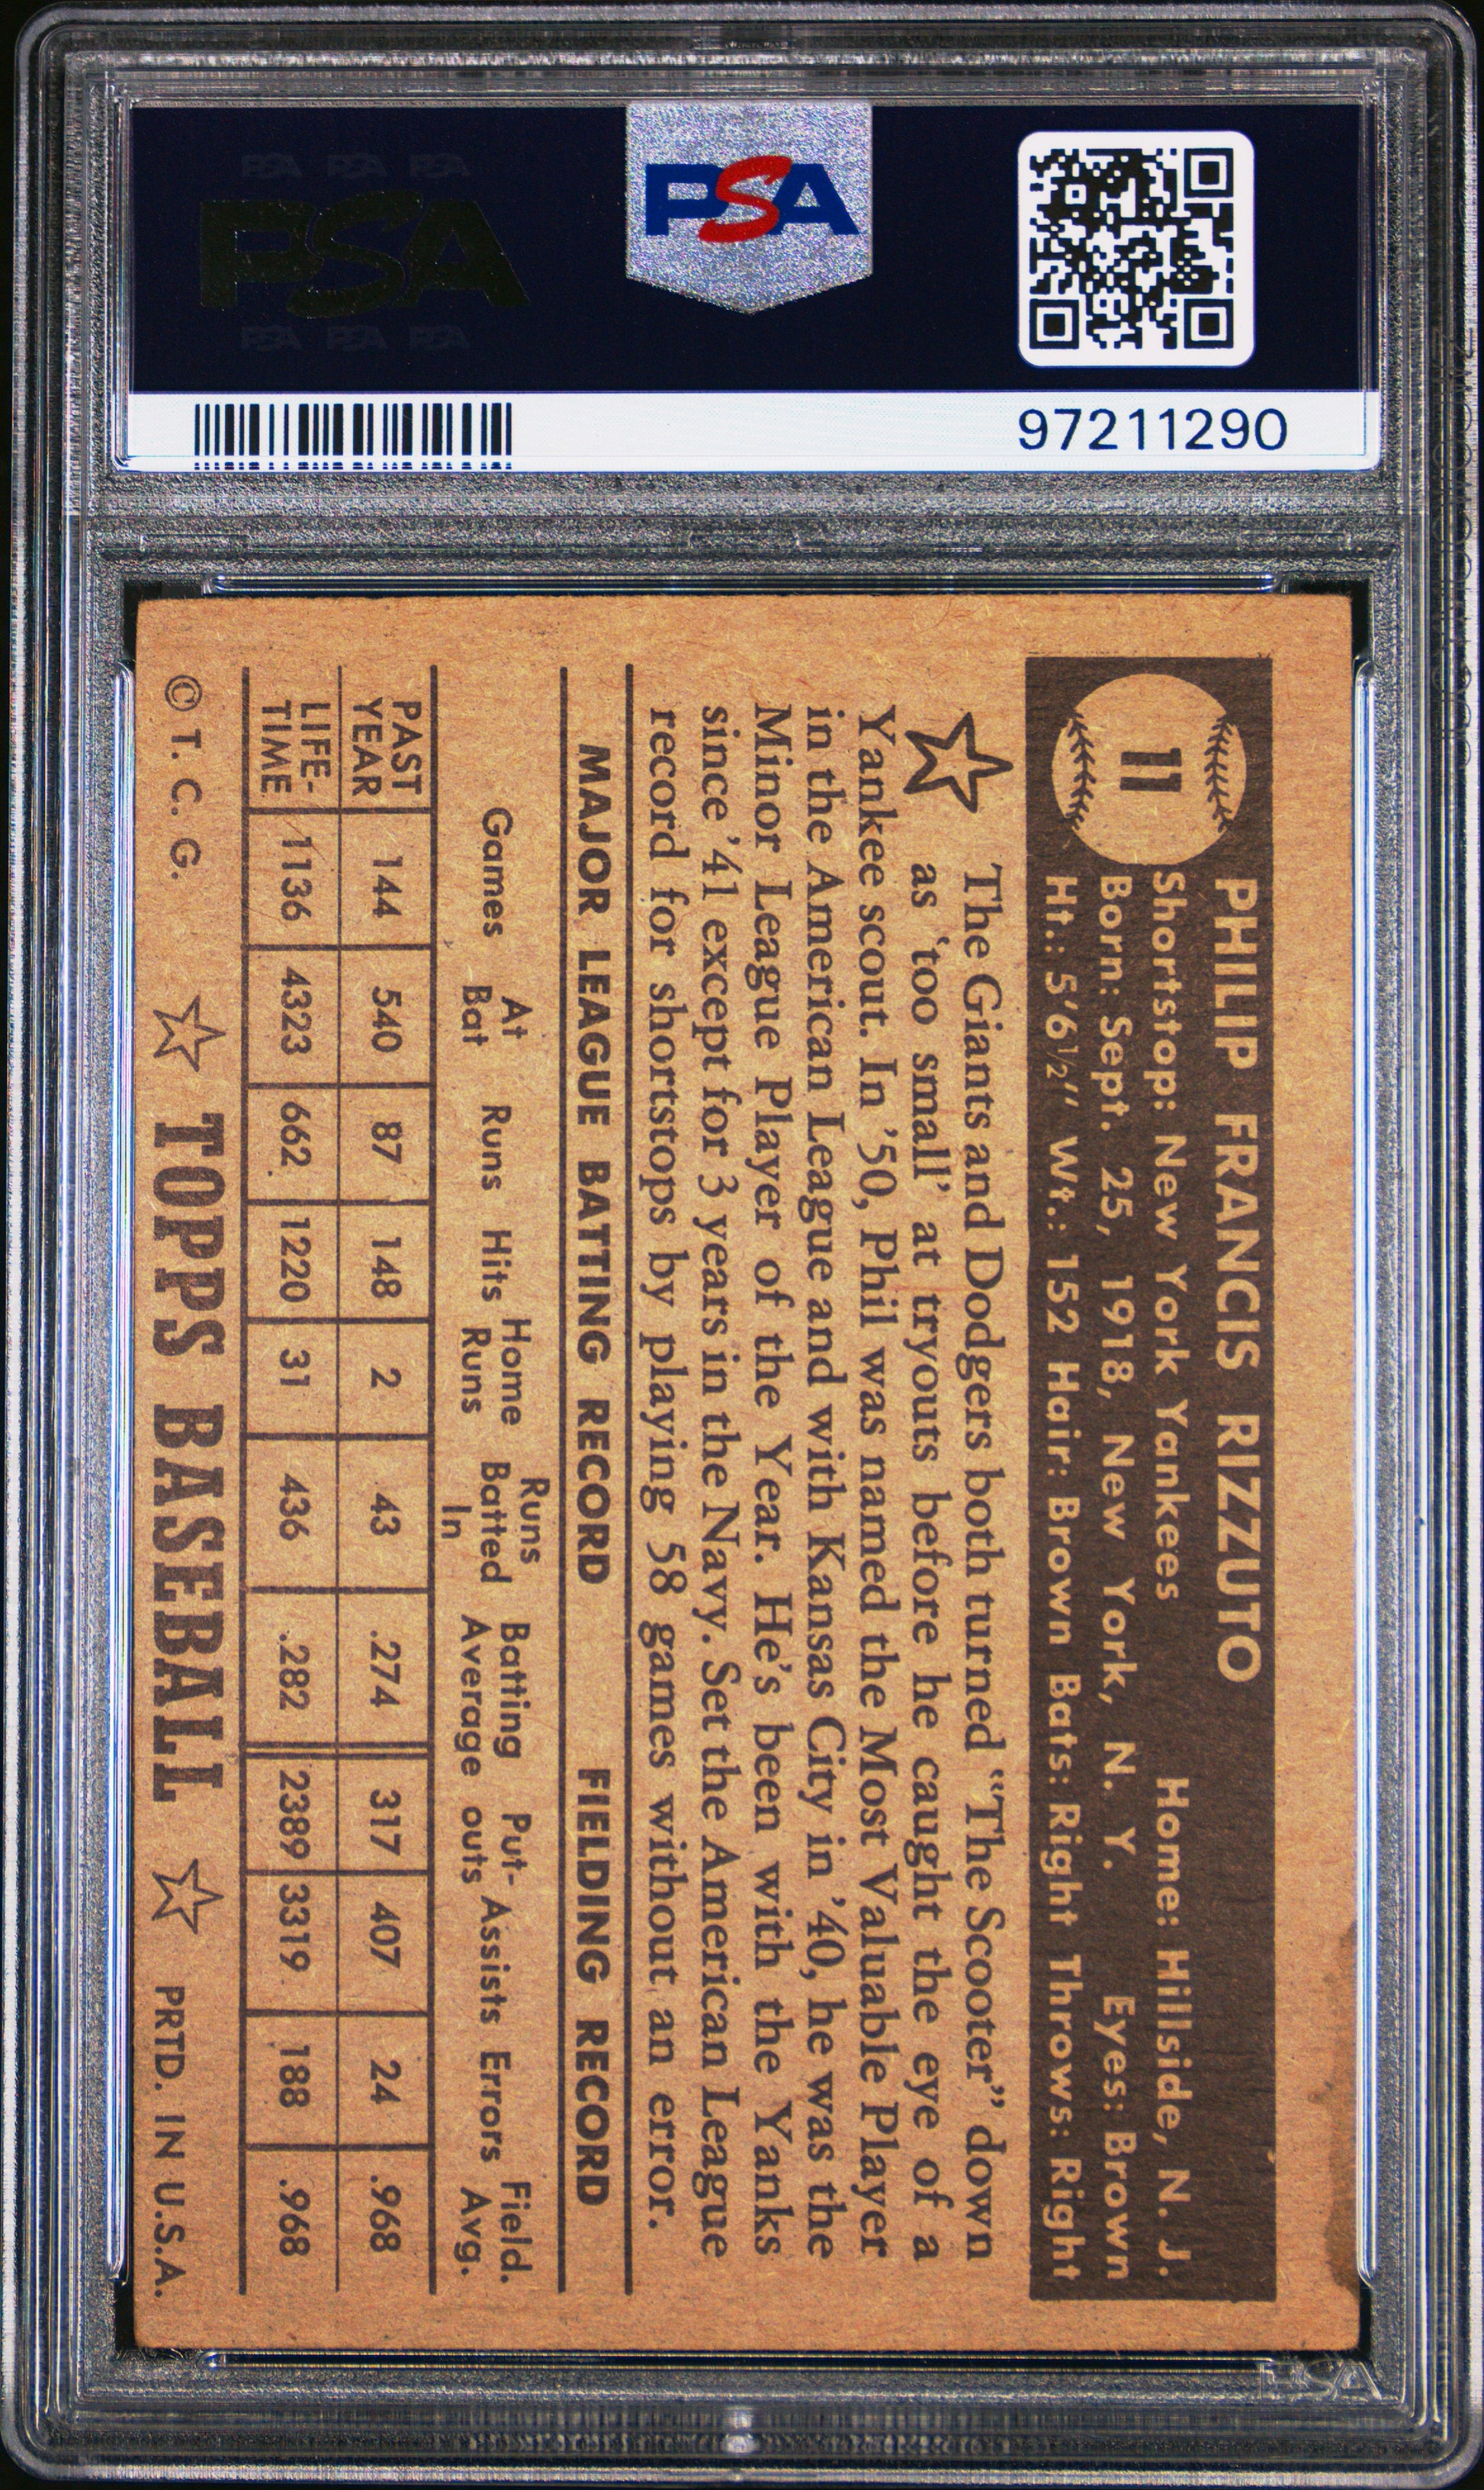 PSA PSA PSA
PSA
PSA PSA PSA
PSA
97211290
11
PHILIP FRANCIS RIZZUTO
Shortstop: New York Yankees Home: Hillside, N. J.
Born: Sept. 25, 1918, New York, N. Y. Eyes: Brown
Ht.: 5'6½" Wt.: 152 Hair: Brown Bats: Right Throws: Right
The Giants and Dodgers both turned "The Scooter" down
as 'too small' at tryouts before he caught the eye of a
Yankee scout. In '50, Phil was named the Most Valuable Player
in the American League and with Kansas City in '40, he was the
Minor League Player of the Year. He's been with the Yanks
since '41 except for 3 years in the Navy. Set the American League
record for shortstops by playing 58 games without an error.
MAJOR LEAGUE BATTING RECORD FIELDING RECORD
Games At Bat Runs Hits Home Runs Runs Batted In Batting Average Put-outs Assists Errors Field. Avg.
PAST YEAR 144 540 87 148 2 43 .274 317 407 24 .968
LIFE-TIME 1136 4323 662 1220 31 436 .282 2389 3319 188 .968
© T. C. G. ☆ TOPPS BASEBALL ☆ PRTD. IN U.S.A.
PSA